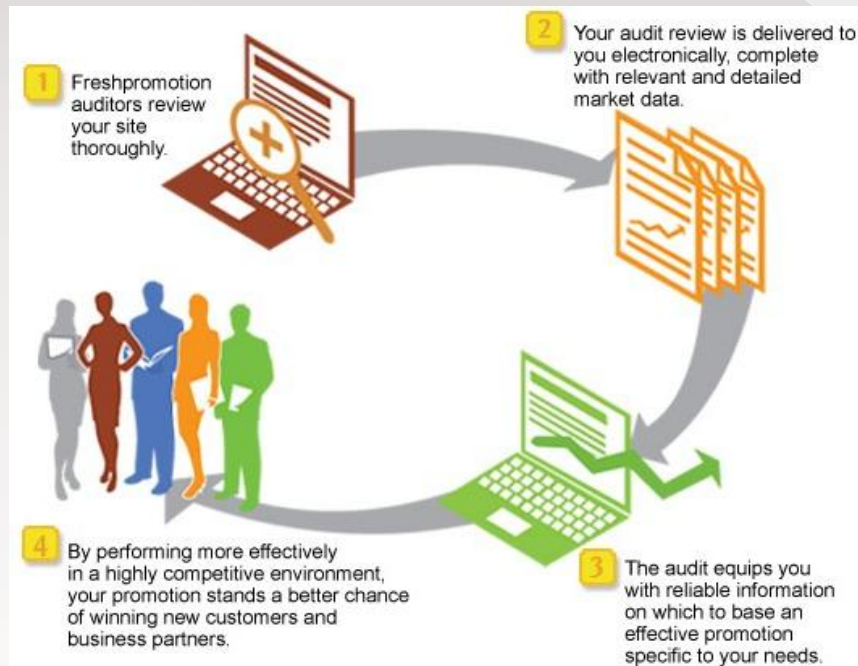 1
Freshpromotion
auditors review
your site
thoroughly.
2
Your audit review is delivered to
you electronically, complete
with relevant and detailed
market data.
3
The audit equips you
with reliable information
on which to base an
effective promotion
specific to your needs.
4
By performing more effectively
in a highly competitive environment,
your promotion stands a better chance
of winning new customers and
business partners.